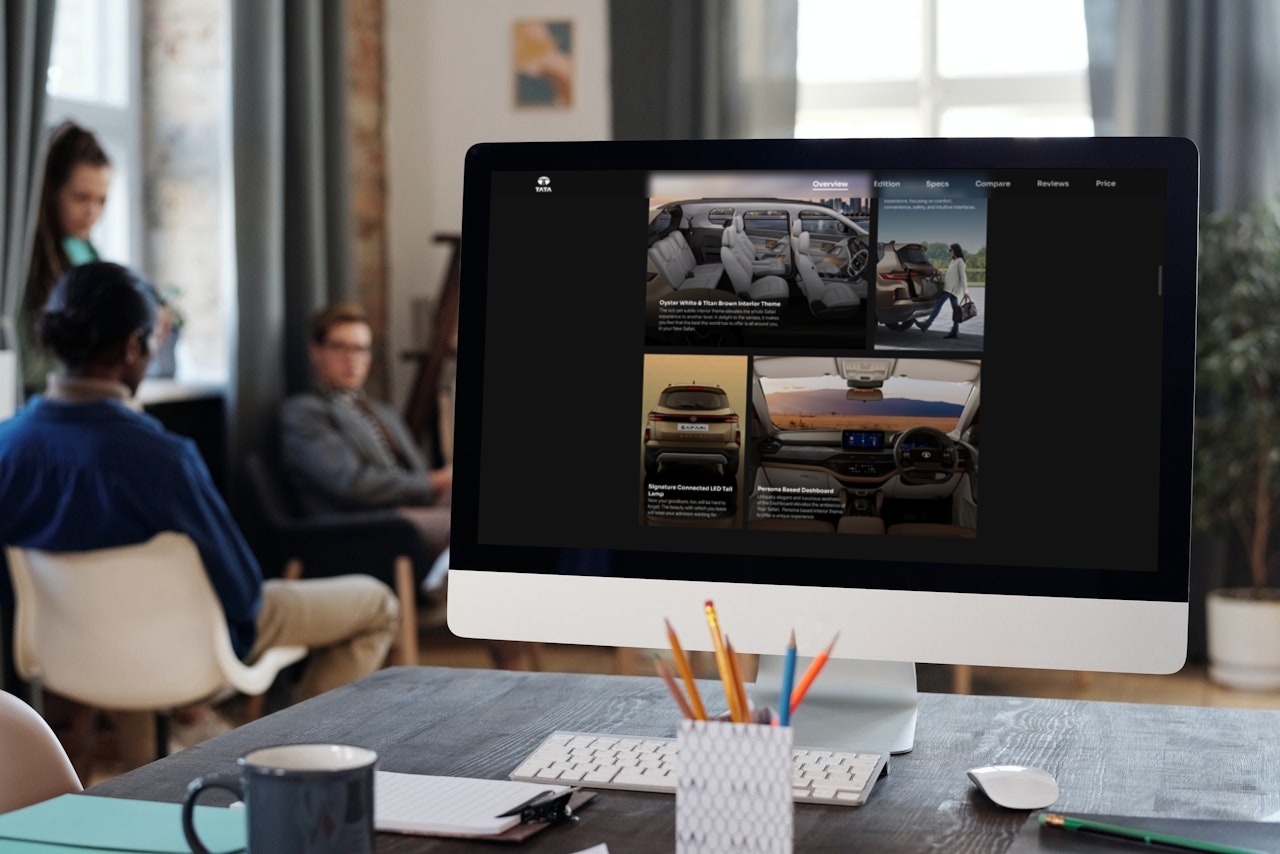 TATA
Overview
Edition
Specs
Compare
Reviews
Price
experience, focusing on comfort,
convenience, safety, and intuitive interfaces.
Oyster White & Titan Brown Interior Theme
The rich yet subtle interior theme elevates the whole Safari
experience to another level. A delight to the senses, it makes
you feel that the best the world has to offer is all around you,
in your New Safari.
SAFARI
Signature Connected LED Tail
Lamp
Now your goodbyes, too, will be hard to
forget. The beauty with which you leave
will keep your admirers wanting for
Persona Based Dashboard
Uniquely elegant and luxurious aesthetic
of the Dashboard elevates the ambience of
Your Safari. Persona based interior theme
to offer a unique experience.